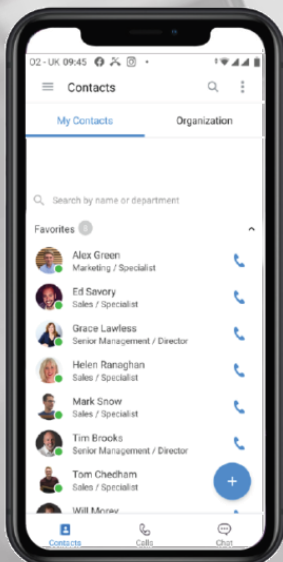 O2 - UK 09:45
Contacts
My Contacts
Organization
Search by name or department
Favorites
Alex Green
Marketing / Specialist
Ed Savory
Sales / Specialist
Grace Lawless
Senior Management / Director
Helen Ranaghan
Sales / Specialist
Mark Snow
Sales / Specialist
Tim Brooks
Senior Management / Director
Tom Chedham
Sales / Specialist
Will Morey
Contacts
Calls
Chat